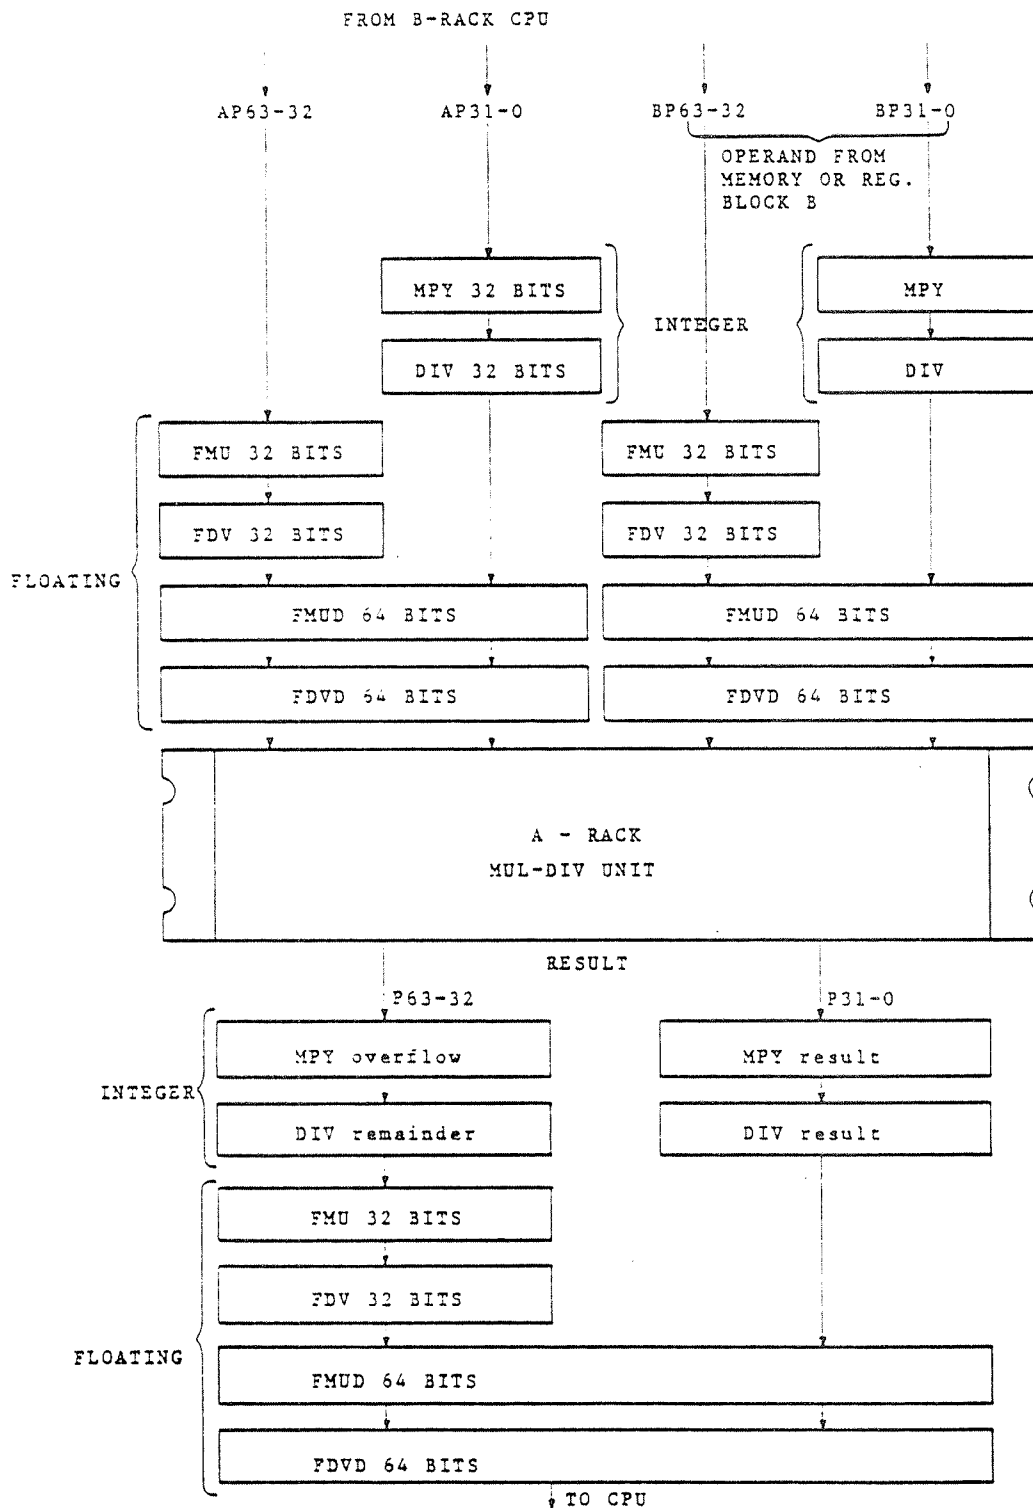 FROM B-RACK CPU
AP63-32 AP31-0 BP63-32 BP31-0
OPERAND FROM
MEMORY OR REG.
BLOCK B
MPY 32 BITS
MPY
INTEGER
DIV 32 BITS
DIV
FMU 32 BITS
FMU 32 BITS
FDV 32 BITS
FDV 32 BITS
FLOATING
FMUD 64 BITS
FMUD 64 BITS
FDVD 64 BITS
FDVD 64 BITS
A - RACK
MUL-DIV UNIT
RESULT
P63-32
P31-0
MPY overflow
MPY result
INTEGER
DIV remainder
DIV result
FMU 32 BITS
FDV 32 BITS
FLOATING
FMUD 64 BITS
FDVD 64 BITS
TO CPU